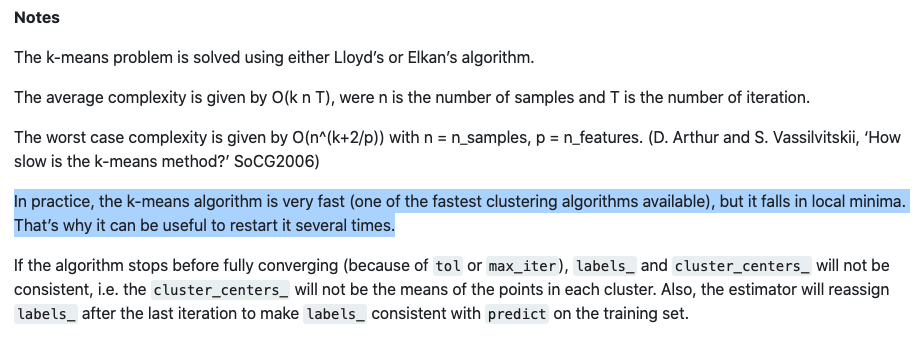 Notes
The k-means problem is solved using either Lloyd’s or Elkan’s algorithm.
The average complexity is given by O(k n T), were n is the number of samples and T is the number of iteration.
The worst case complexity is given by O(n^(k+2/p)) with n = n_samples, p = n_features. (D. Arthur and S. Vassilvitskii, ‘How
slow is the k-means method?’ SoCG2006)
In practice, the k-means algorithm is very fast (one of the fastest clustering algorithms available), but it falls in local minima.
That’s why it can be useful to restart it several times.
If the algorithm stops before fully converging (because of tol or max_iter), labels_ and cluster_centers_ will not be
consistent, i.e. the cluster_centers_ will not be the means of the points in each cluster. Also, the estimator will reassign
labels_ after the last iteration to make labels_ consistent with predict on the training set.